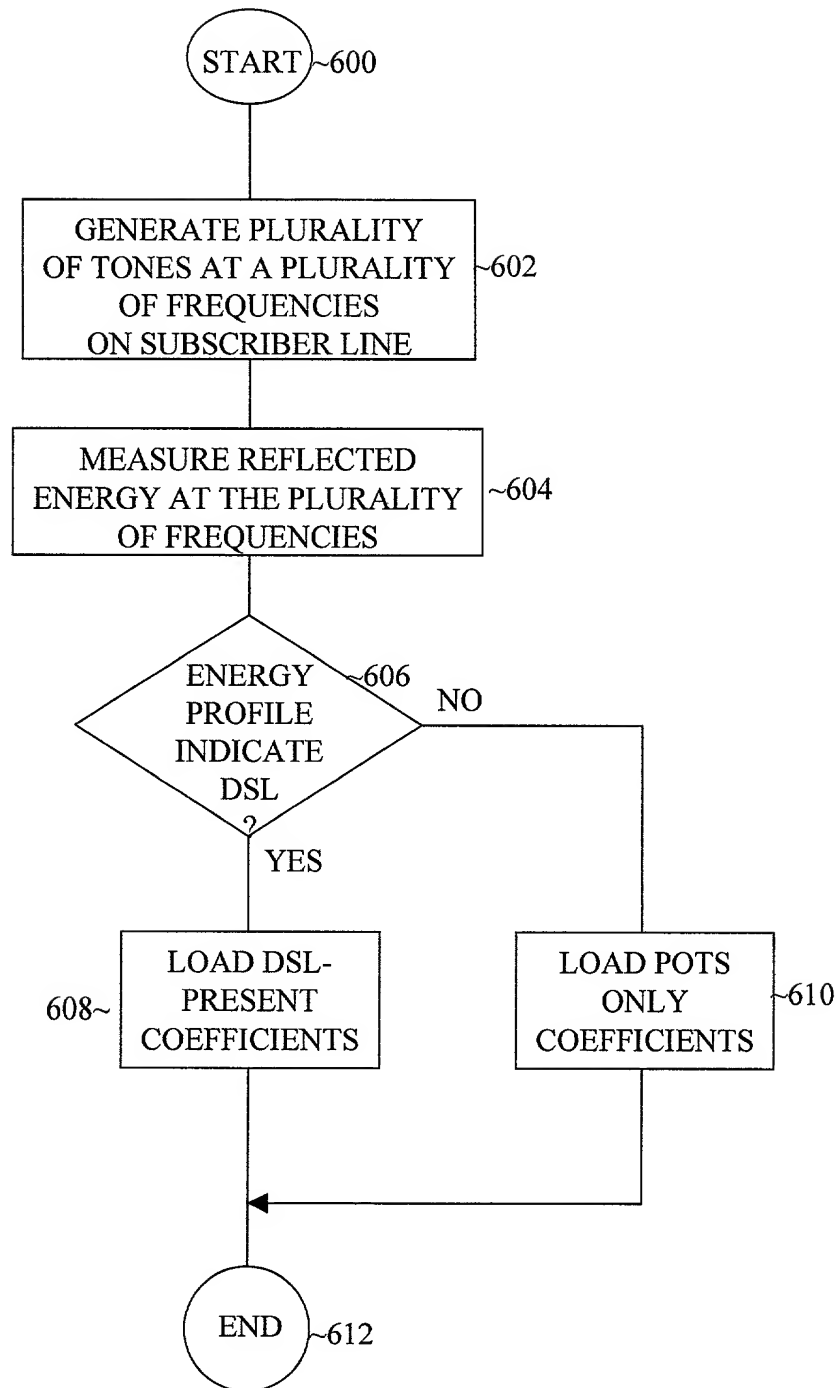 START ~600
GENERATE PLURALITY
OF TONES AT A PLURALITY
OF FREQUENCIES
ON SUBSCRIBER LINE
~602
MEASURE REFLECTED
ENERGY AT THE PLURALITY
OF FREQUENCIES
~604
ENERGY
PROFILE
INDICATE
DSL
?
~606
NO
YES
LOAD DSL-
PRESENT
COEFFICIENTS
608~
LOAD POTS
ONLY
COEFFICIENTS
~610
END ~612